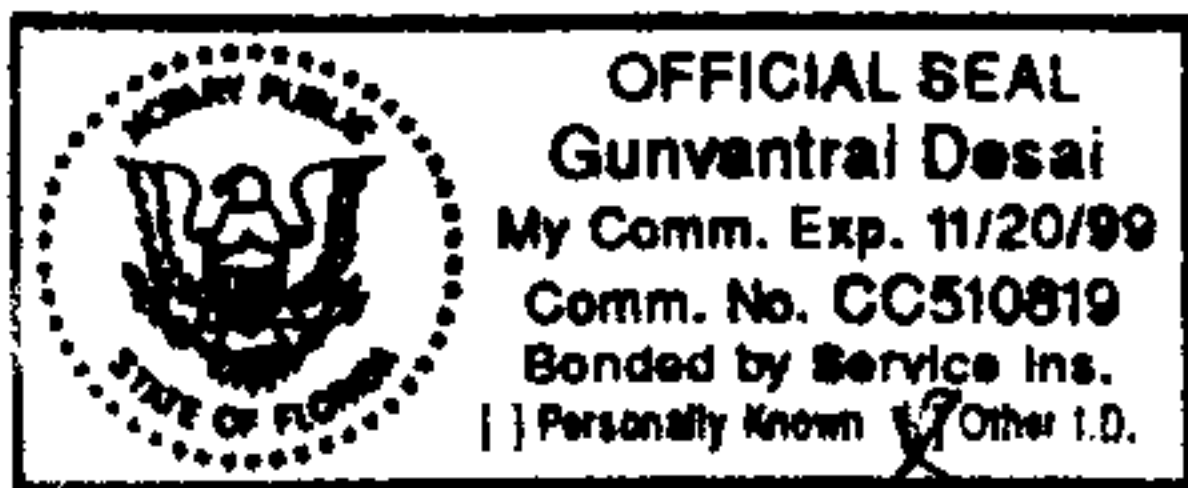 NOTARY PUBLIC
STATE OF FLORIDA
OFFICIAL SEAL
Gunvantrai Desai
My Comm. Exp. 11/20/99
Comm. No. CC510819
Bonded by Service Ins.
[ ] Personally Known [X] Other I.D.